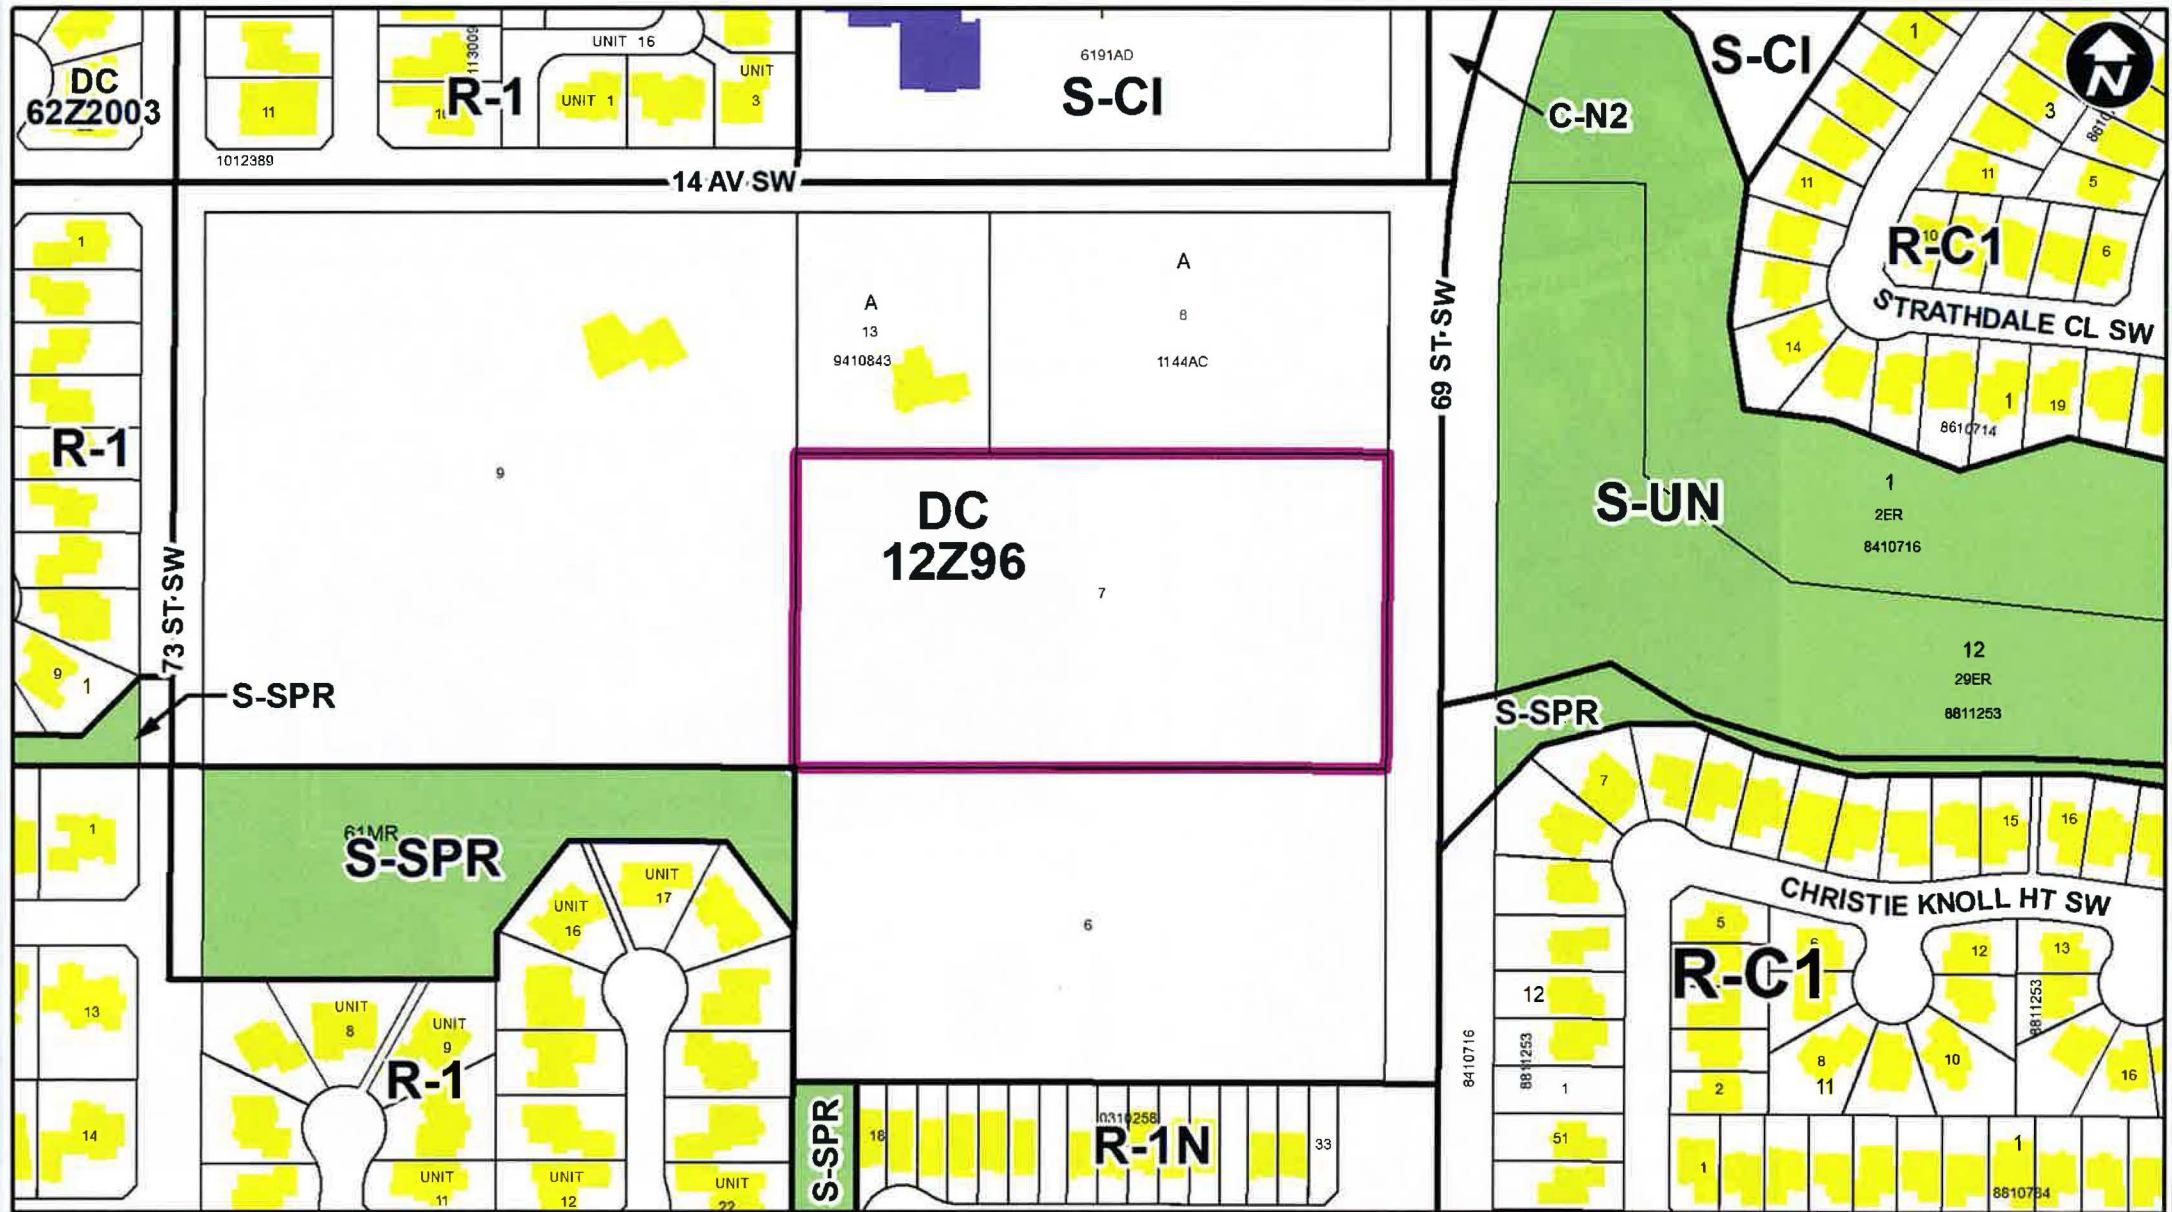 DC
62Z2003
11
1012389
113009
R-1
UNIT 16
UNIT 1
UNIT
3
6191AD
S-CI
C-N2
S-CI
N
1
3
11
11
5
R-C1
10
6
STRATHDALE CL SW
14
1
19
8610714
14 AV SW
1
R-1
9
1
73 ST SW
S-SPR
9
A
13
9410843
A
8
1144AC
69 ST SW
DC
12Z96
7
S-UN
1
2ER
8410716
12
29ER
8811253
S-SPR
7
15
16
CHRISTIE KNOLL HT SW
1
13
14
61MR
S-SPR
UNIT
17
UNIT
16
UNIT
8
UNIT
9
R-1
UNIT
11
UNIT
12
UNIT
22
6
S-SPR
18
0310258
R-1N
33
8410716
12
8811253
1
51
5
6
R-C1
2
12
13
8811253
8
11
10
16
1
1
8810784